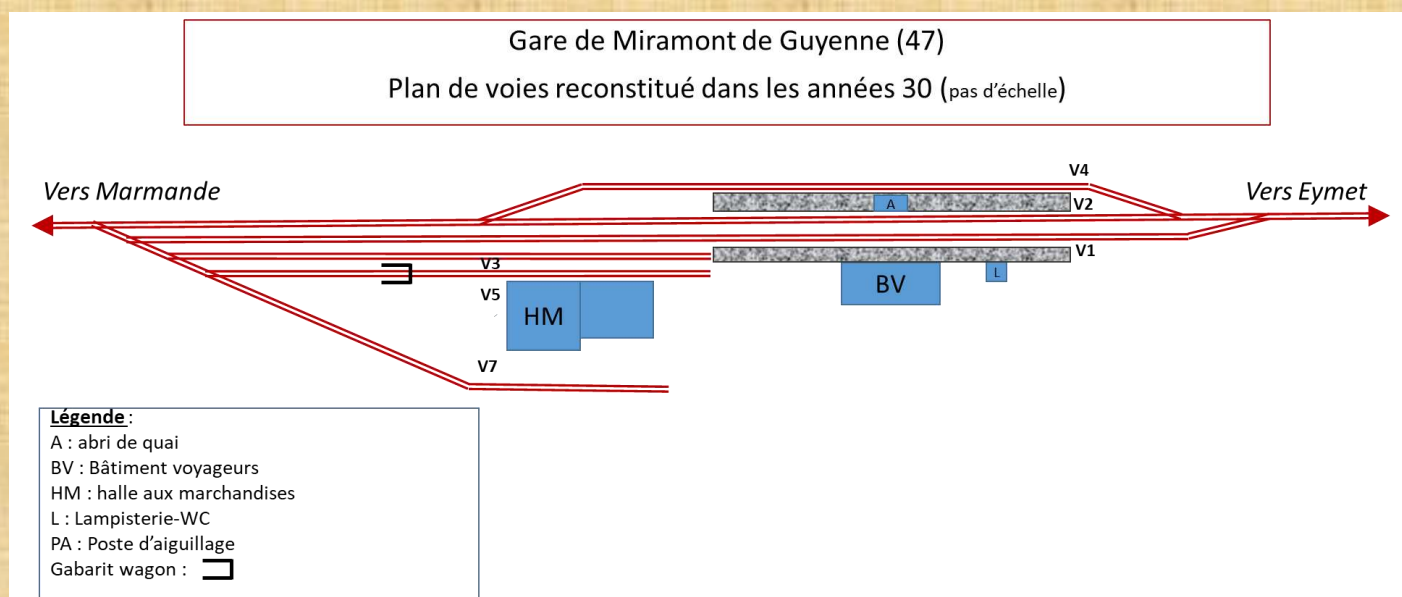 Gare de Miramont de Guyenne (47)
Plan de voies reconstitué dans les années 30 (pas d'échelle)
V4
Vers Marmande
Vers Eymet
A
V2
V1
V3
L
BV
V5
HM
V7
Légende :
A : abri de quai
BV : Bâtiment voyageurs
HM : halle aux marchandises
L : Lampisterie-WC
PA : Poste d'aiguillage
Gabarit wagon :